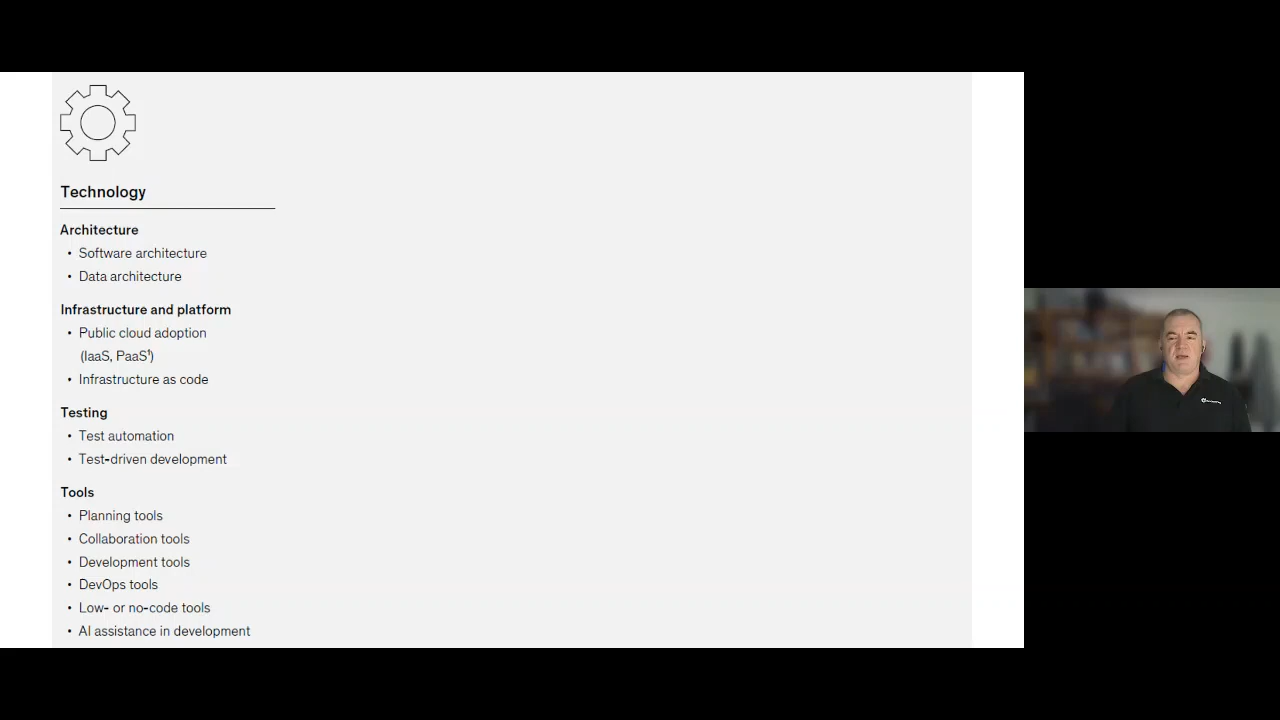 Technology
Architecture
• Software architecture
• Data architecture
Infrastructure and platform
• Public cloud adoption
(IaaS, PaaS¹)
• Infrastructure as code
Testing
• Test automation
• Test-driven development
Tools
• Planning tools
• Collaboration tools
• Development tools
• DevOps tools
• Low- or no-code tools
• AI assistance in development